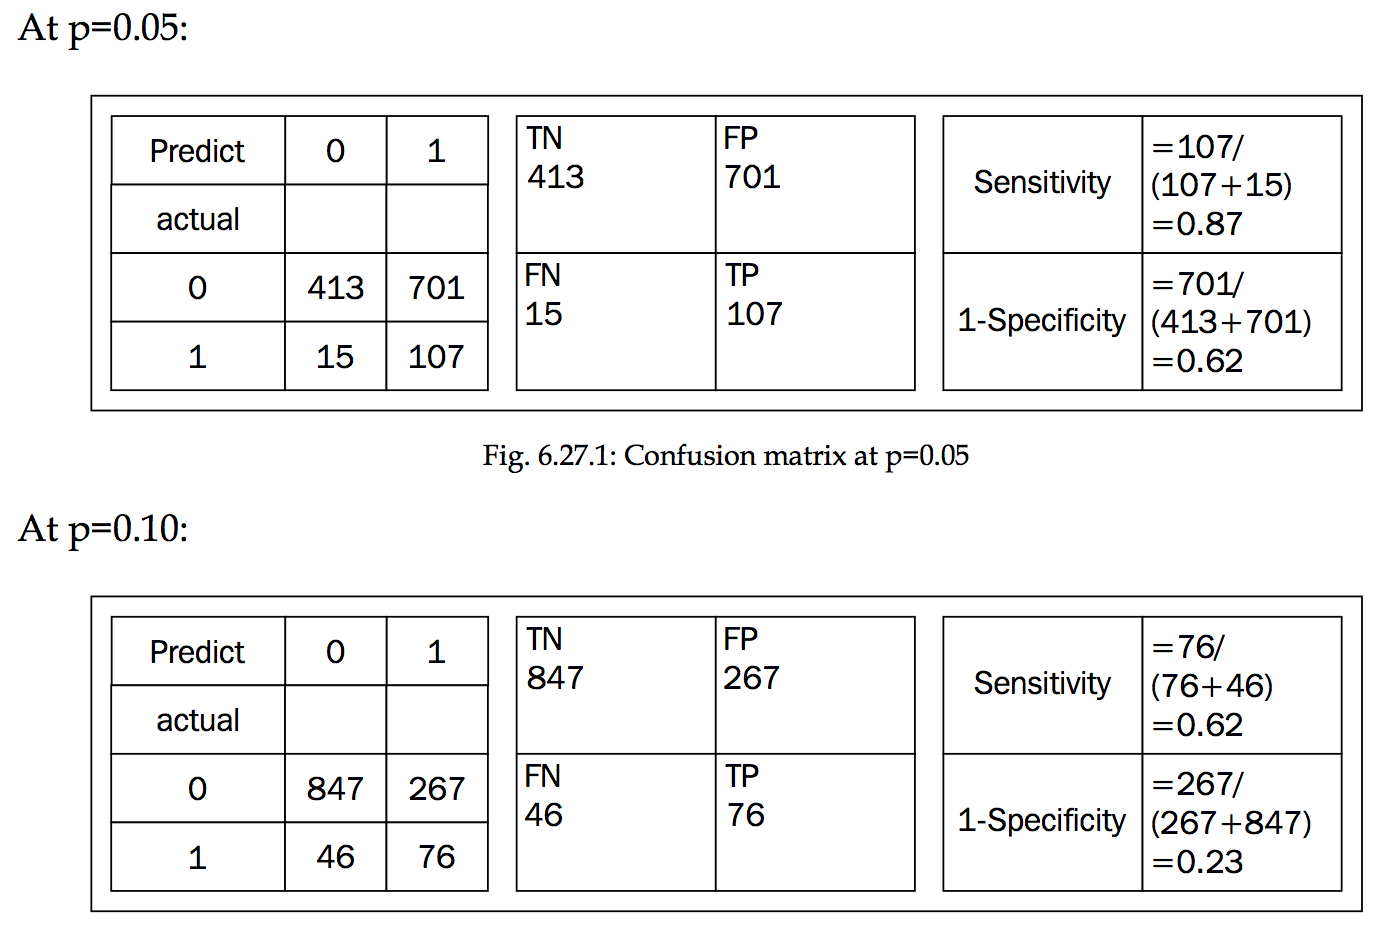 At p=0.05:
Predict 0 1
actual
0 413 701
1 15 107
TN FP
413 701
FN TP
15 107
Sensitivity
=107/
(107+15)
=0.87
1-Specificity
=701/
(413+701)
=0.62
Fig. 6.27.1: Confusion matrix at p=0.05
At p=0.10:
Predict 0 1
actual
0 847 267
1 46 76
TN FP
847 267
FN TP
46 76
Sensitivity
=76/
(76+46)
=0.62
1-Specificity
=267/
(267+847)
=0.23